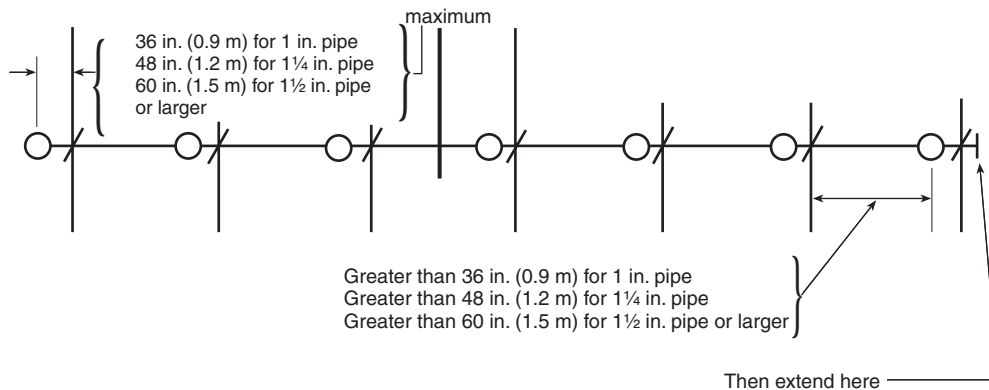 maximum
36 in. (0.9 m) for 1 in. pipe
48 in. (1.2 m) for 1¼ in. pipe
60 in. (1.5 m) for 1½ in. pipe
or larger
Greater than 36 in. (0.9 m) for 1 in. pipe
Greater than 48 in. (1.2 m) for 1¼ in. pipe
Greater than 60 in. (1.5 m) for 1½ in. pipe or larger
Then extend here